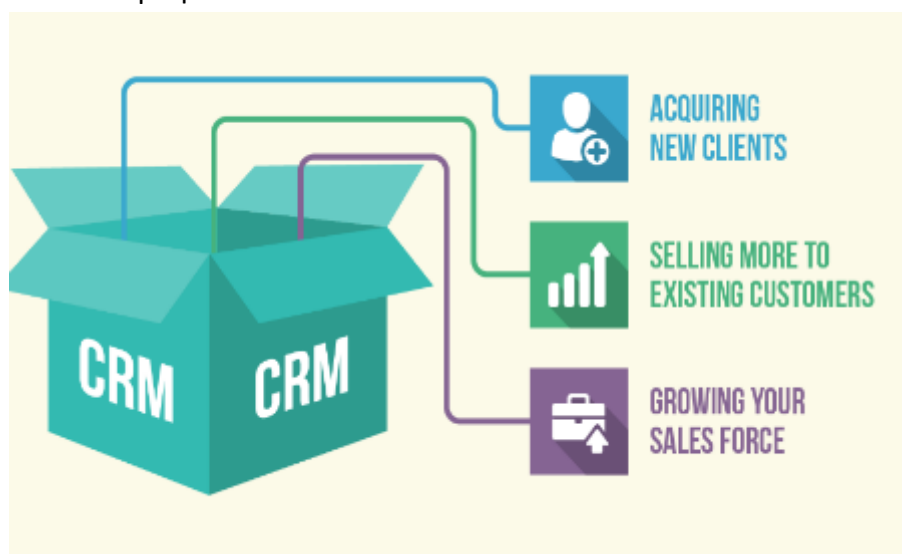 ACQUIRING
NEW CLIENTS
SELLING MORE TO
EXISTING CUSTOMERS
CRM
CRM
GROWING YOUR
SALES FORCE